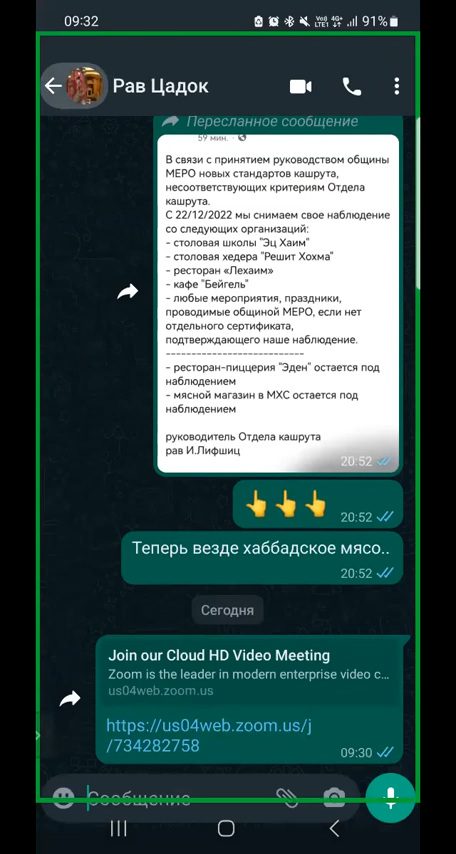 09:32
Vo) 4G+
LTE1
91%
Рав Цадок
Пересланное сообщение
59 мин. ·
В связи с принятием руководством общины
МЕРО новых стандартов кашрута,
несоответствующих критериям Отдела
кашрута.
С 22/12/2022 мы снимаем свое наблюдение
со следующих организаций:
- столовая школы "Эц Хаим"
- столовая хедера "Решит Хохма"
- ресторан «Лехаим»
- кафе "Бейгель"
- любые мероприятия, праздники,
проводимые общиной МЕРО, если нет
отдельного сертификата,
подтверждающего наше наблюдение.
---------------------------
- ресторан-пиццерия "Эден" остается под
наблюдением
- мясной магазин в МХС остается под
наблюдением
руководитель Отдела кашрута
рав И.Лифшиц
20:52
👆👆👆
20:52
Теперь везде хаббадское мясо..
20:52
Сегодня
Join our Cloud HD Video Meeting
Zoom is the leader in modern enterprise video c...
us04web.zoom.us
https://us04web.zoom.us/j
/734282758
09:30
Сообщение